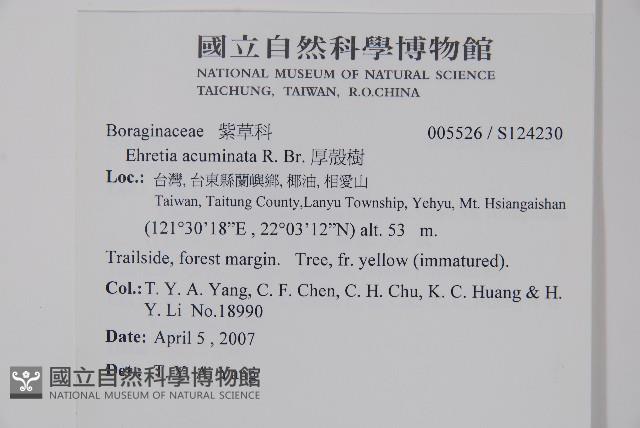 國立自然科學博物館
NATIONAL MUSEUM OF NATURAL SCIENCE
TAICHUNG, TAIWAN, R.O.CHINA
Boraginaceae 紫草科 005526 / S124230
Ehretia acuminata R. Br. 厚殼樹
Loc.: 台灣, 台東縣蘭嶼鄉, 椰油, 相愛山
Taiwan, Taitung County,Lanyu Township, Yehyu, Mt. Hsiangaishan
(121°30'18”E , 22°03'12”N) alt. 53 m.
Trailside, forest margin. Tree, fr. yellow (immatured).
Col.: T. Y. A. Yang, C. F. Chen, C. H. Chu, K. C. Huang & H.
Y. Li No.18990
Date: April 5 , 2007
Det.: T. Y. A. Yang
國立自然科學博物館
NATIONAL MUSEUM OF NATURAL SCIENCE